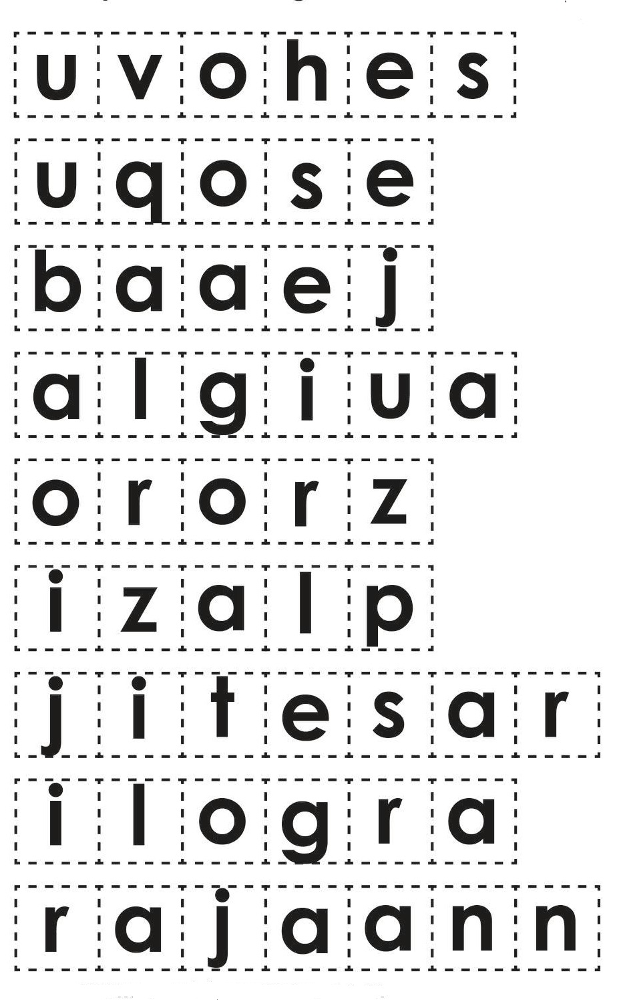 uvohes
uqose
baaej
algiua
ororz
izalp
jitesar
ilogra
rajaann